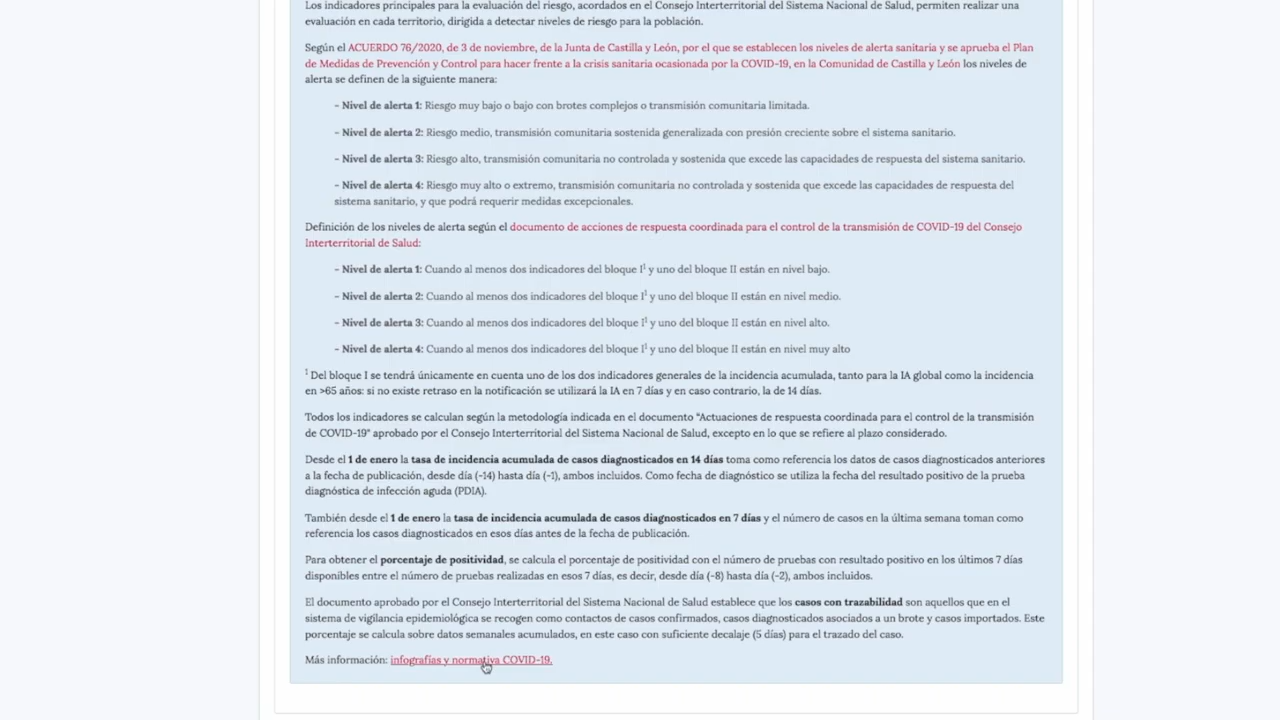 Los indicadores principales para la evaluación del riesgo, acordados en el Consejo Interterritorial del Sistema Nacional de Salud, permiten realizar una
evaluación en cada territorio, dirigida a detectar niveles de riesgo para la población.
Según el ACUERDO 76/2020, de 3 de noviembre, de la Junta de Castilla y León, por el que se establecen los niveles de alerta sanitaria y se aprueba el Plan
de Medidas de Prevención y Control para hacer frente a la crisis sanitaria ocasionada por la COVID-19, en la Comunidad de Castilla y León los niveles de
alerta se definen de la siguiente manera:
- Nivel de alerta 1: Riesgo muy bajo o bajo con brotes complejos o transmisión comunitaria limitada.
- Nivel de alerta 2: Riesgo medio, transmisión comunitaria sostenida generalizada con presión creciente sobre el sistema sanitario.
- Nivel de alerta 3: Riesgo alto, transmisión comunitaria no controlada y sostenida que excede las capacidades de respuesta del sistema sanitario.
- Nivel de alerta 4: Riesgo muy alto o extremo, transmisión comunitaria no controlada y sostenida que excede las capacidades de respuesta del
sistema sanitario, y que podrá requerir medidas excepcionales.
Definición de los niveles de alerta según el documento de acciones de respuesta coordinada para el control de la transmisión de COVID-19 del Consejo
Interterritorial de Salud:
- Nivel de alerta 1: Cuando al menos dos indicadores del bloque I¹ y uno del bloque II están en nivel bajo.
- Nivel de alerta 2: Cuando al menos dos indicadores del bloque I¹ y uno del bloque II están en nivel medio.
- Nivel de alerta 3: Cuando al menos dos indicadores del bloque I¹ y uno del bloque II están en nivel alto.
- Nivel de alerta 4: Cuando al menos dos indicadores del bloque I¹ y uno del bloque II están en nivel muy alto
¹ Del bloque I se tendrá únicamente en cuenta uno de los dos indicadores generales de la incidencia acumulada, tanto para la IA global como la incidencia
en >65 años: si no existe retraso en la notificación se utilizará la IA en 7 días y en caso contrario, la de 14 días.
Todos los indicadores se calculan según la metodología indicada en el documento "Actuaciones de respuesta coordinada para el control de la transmisión
de COVID-19" aprobado por el Consejo Interterritorial del Sistema Nacional de Salud, excepto en lo que se refiere al plazo considerado.
Desde el 1 de enero la tasa de incidencia acumulada de casos diagnosticados en 14 días toma como referencia los datos de casos diagnosticados anteriores
a la fecha de publicación, desde día (-14) hasta día (-1), ambos incluidos. Como fecha de diagnóstico se utiliza la fecha del resultado positivo de la prueba
diagnóstica de infección aguda (PDIA).
También desde el 1 de enero la tasa de incidencia acumulada de casos diagnosticados en 7 días y el número de casos en la última semana toman como
referencia los casos diagnosticados en esos días antes de la fecha de publicación.
Para obtener el porcentaje de positividad, se calcula el porcentaje de positividad con el número de pruebas con resultado positivo en los últimos 7 días
disponibles entre el número de pruebas realizadas en esos 7 días, es decir, desde día (-8) hasta día (-2), ambos incluidos.
El documento aprobado por el Consejo Interterritorial del Sistema Nacional de Salud establece que los casos con trazabilidad son aquellos que en el
sistema de vigilancia epidemiológica se recogen como contactos de casos confirmados, casos diagnosticados asociados a un brote y casos importados. Este
porcentaje se calcula sobre datos semanales acumulados, en este caso con suficiente decalaje (5 días) para el trazado del caso.
Más información: infografías y normativa COVID-19.